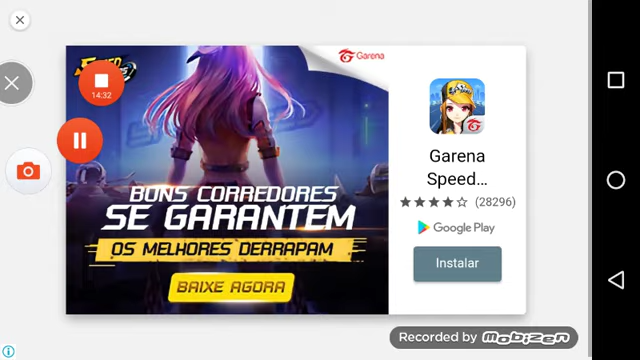 Garena
14:32
BONS CORREDORES
SE GARANTEM
OS MELHORES DERRAPAM
BAIXE AGORA
Garena
Speed...
(28296)
Google Play
Instalar
Recorded by mobizen